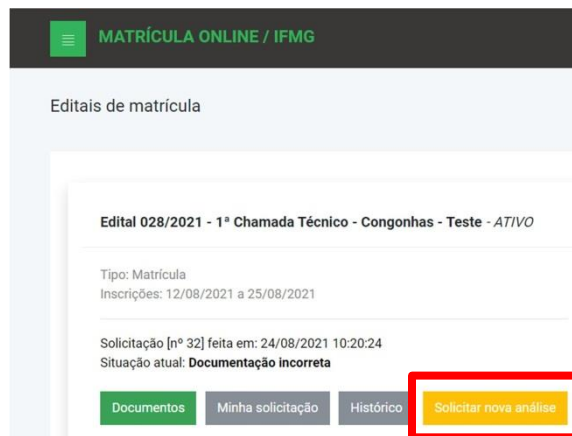 MATRÍCULA ONLINE / IFMG
Editais de matrícula
Edital 028/2021 - 1ª Chamada Técnico - Congonhas - Teste - ATIVO
Tipo: Matrícula
Inscrições: 12/08/2021 a 25/08/2021
Solicitação [nº 32] feita em: 24/08/2021 10:20:24
Situação atual: Documentação incorreta
Documentos Minha solicitação Histórico Solicitar nova análise